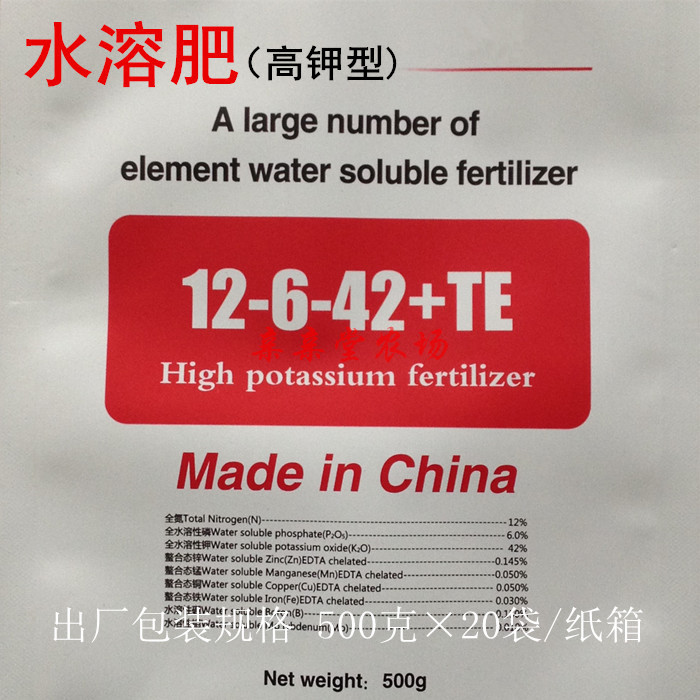 水溶肥(高钾型)
A large number of
element water soluble fertilizer
12-6-42+TE
集集堂农场
High potassium fertilizer
Made in China
全氮Total Nitrogen(N)--------12%
全水溶性磷Water soluble phosphate(P₂O₅)--------6.0%
全水溶性钾Water soluble potassium oxide(K₂O)--------42%
螯合态锌Water soluble Zinc(Zn)EDTA chelated--------0.145%
螯合态锰Water soluble Manganese(Mn)EDTA chelated--------0.050%
螯合态铜Water soluble Copper(Cu)EDTA chelated--------0.050%
螯合态铁Water soluble Iron(Fe)EDTA chelated--------0.030%
Water soluble (B)
出厂包装规格 500克×20袋/纸箱
Net weight: 500g